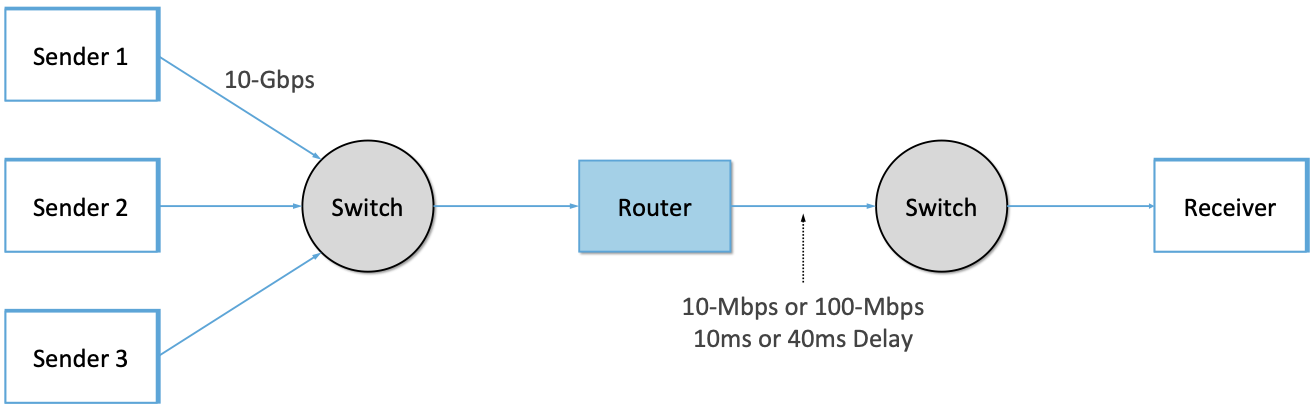 Sender 1
10-Gbps
Sender 2
Switch
Router
Switch
Receiver
10-Mbps or 100-Mbps
10ms or 40ms Delay
Sender 3